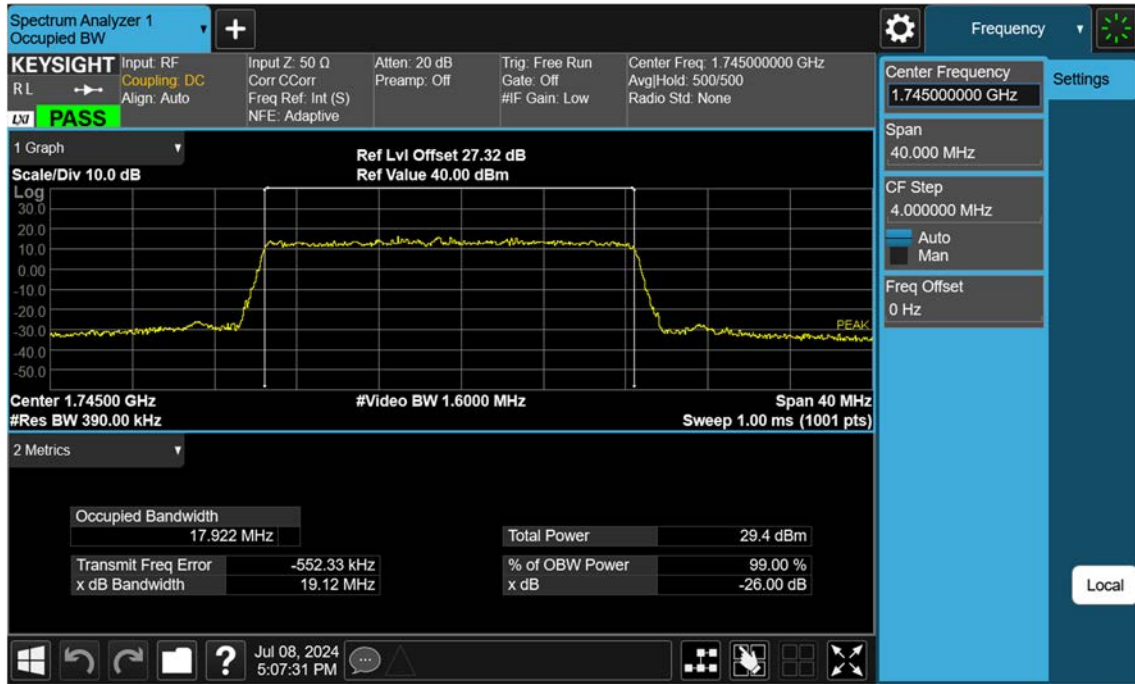 Spectrum Analyzer 1
Occupied BW
Frequency
KEYSIGHT
R L
LXI PASS
Input: RF
Coupling: DC
Align: Auto
Input Z: 50 Ω
Corr CCorr
Freq Ref: Int (S)
NFE: Adaptive
Atten: 20 dB
Preamp: Off
Trig: Free Run
Gate: Off
#IF Gain: Low
Center Freq: 1.745000000 GHz
Avg|Hold: 500/500
Radio Std: None
Center Frequency
1.745000000 GHz
Settings
Span
40.000 MHz
CF Step
4.000000 MHz
Auto
Man
Freq Offset
0 Hz
Local
1 Graph
Scale/Div 10.0 dB
Ref Lvl Offset 27.32 dB
Ref Value 40.00 dBm
Log
30.0
20.0
10.0
0.00
-10.0
-20.0
-30.0
-40.0
-50.0
PEAK
Center 1.74500 GHz
#Video BW 1.6000 MHz
Span 40 MHz
#Res BW 390.00 kHz
Sweep 1.00 ms (1001 pts)
2 Metrics
Occupied Bandwidth
17.922 MHz
Total Power 29.4 dBm
Transmit Freq Error -552.33 kHz
% of OBW Power 99.00 %
x dB Bandwidth 19.12 MHz
x dB -26.00 dB
?
Jul 08, 2024
5:07:31 PM